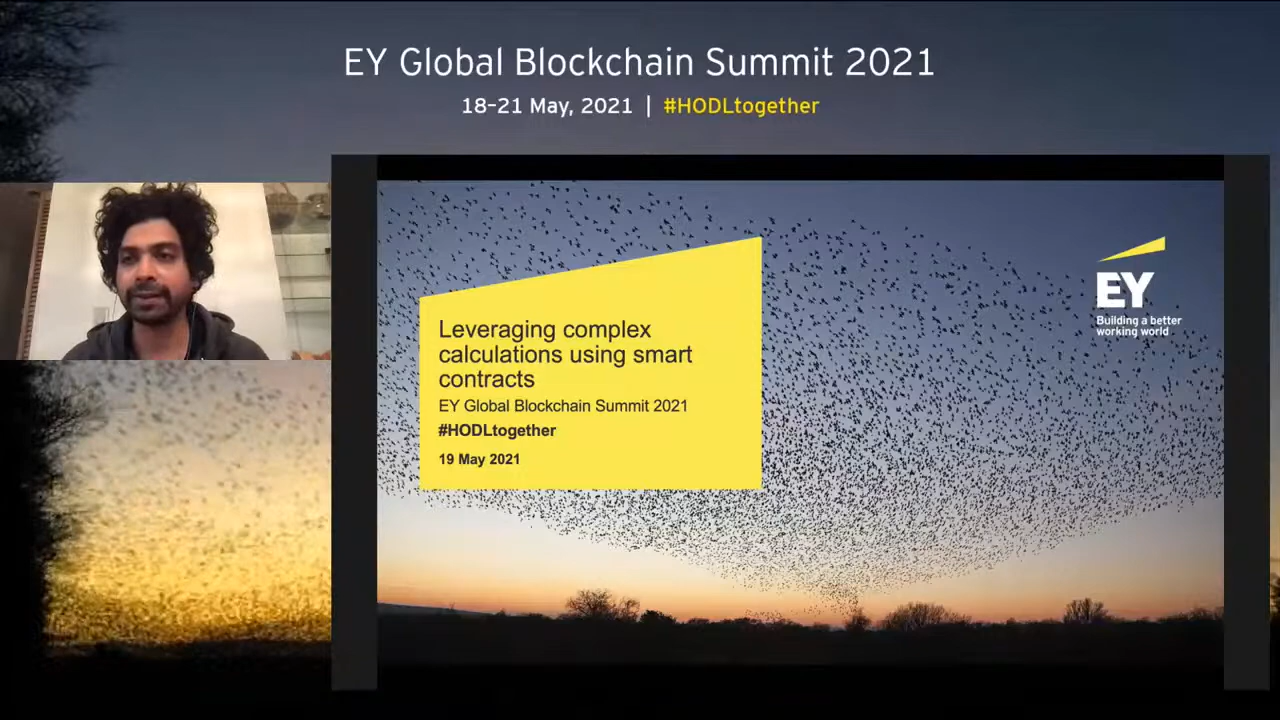 EY Global Blockchain Summit 2021
18–21 May, 2021 | #HODLtogether
Leveraging complex
calculations using smart
contracts
EY Global Blockchain Summit 2021
#HODLtogether
19 May 2021
EY
Building a better
working world